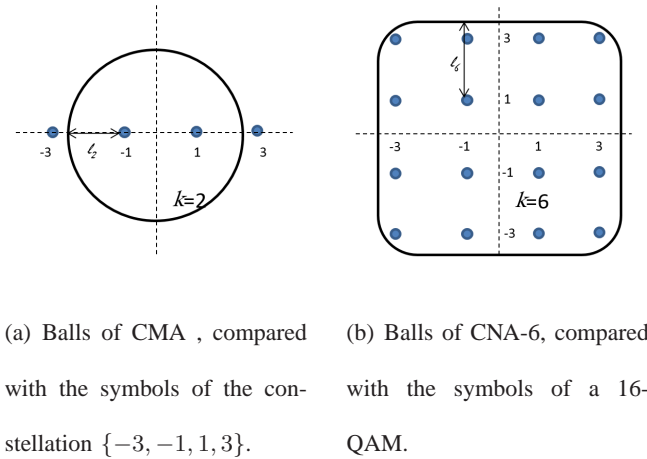 ℓ₂
-3 -1 1 3
k=2
3
ℓ₆
1
-3 -1 1 3
-1
k=6
-3
(a) Balls of CMA , compared
with the symbols of the con-
stellation {−3, −1, 1, 3}.
(b) Balls of CNA-6, compared
with the symbols of a 16-
QAM.